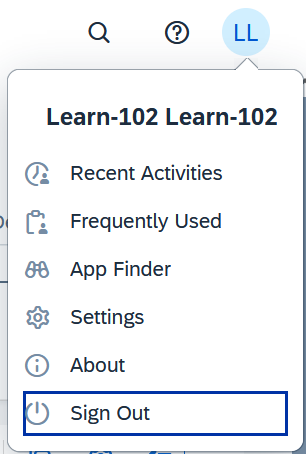 LL
Learn-102 Learn-102
Recent Activities
Frequently Used
App Finder
Settings
About
Sign Out